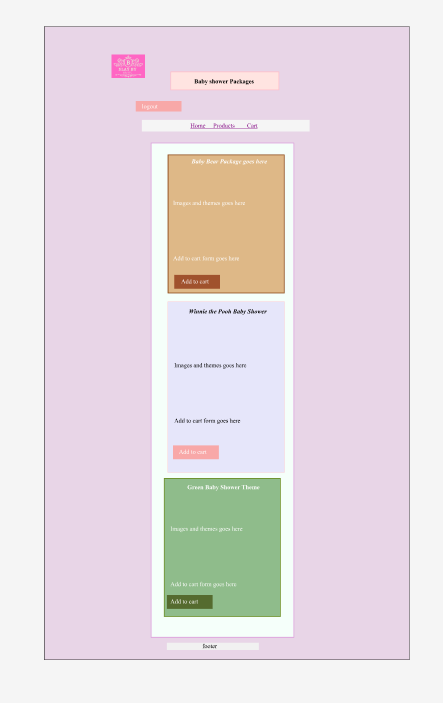 Baby shower Packages
Home Products Cart
Baby Bear Package goes here
Images and themes goes here
Add to cart form goes here
Add to cart
Winnie the Pooh Baby Shower
Images and themes goes here
Add to cart form goes here
Add to cart
Green Baby Shower Theme
Images and themes goes here
Add to cart form goes here
Add to cart
footer